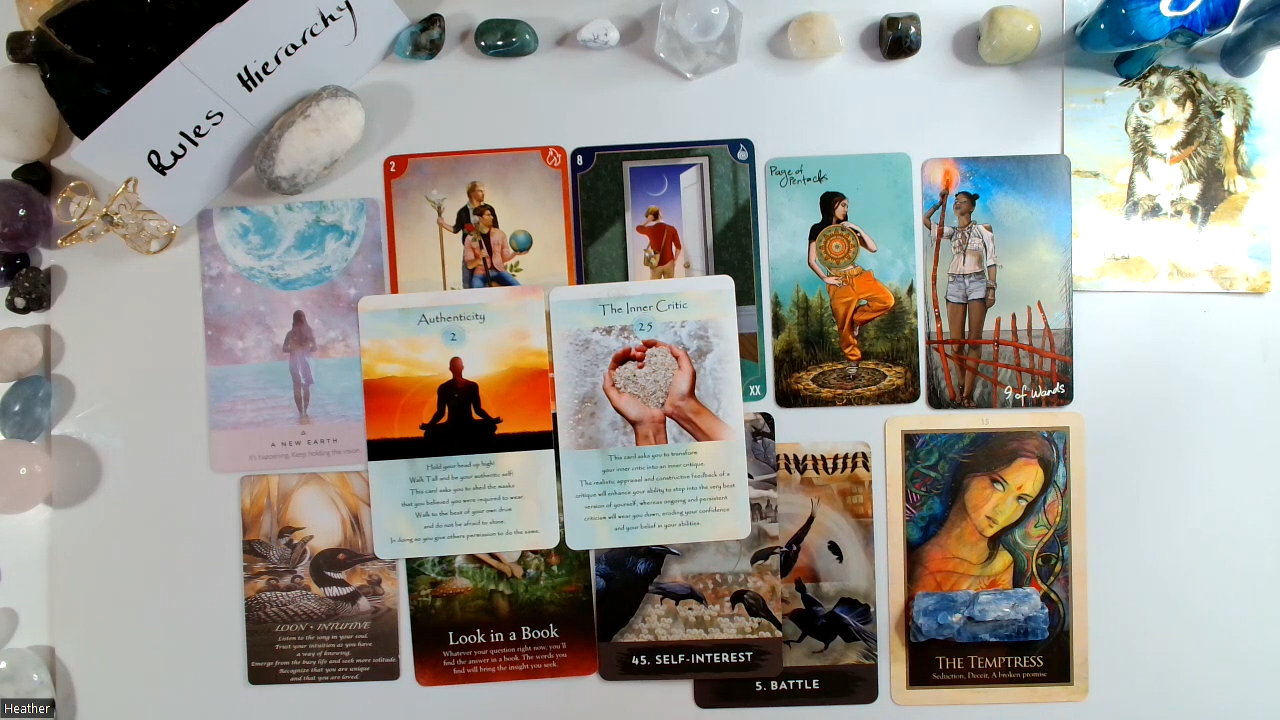 Rules Hierarchy
2
8
XX
Page of
Pentacks
9 of Wands
A NEW EARTH
It's happening. Keep holding the vision.
Authenticity
2
Hold your head up high!
Walk Tall and be your authentic self!
This card asks you to shed the masks
that you believed you were required to wear.
Walk to the beat of your own drum
and do not be afraid to shine.
In doing so you give others permission to do the same.
The Inner Critic
25
This card asks you to transform
your inner critic into an inner critique.
The realistic appraisal and constructive feedback of a
critique will enhance your ability to step into the very best
version of yourself; whereas ongoing and persistent
criticism will wear you down, eroding your confidence
and your belief in your abilities.
LOON • INTUITIVE
Listen to the song in your soul.
Trust your intuition as you have
a way of knowing.
Emerge from the busy life and seek more solitude.
Recognize that you are unique
and that you are loved.
Look in a Book
Whatever your question right now, you'll
find the answer in a book. The words you
find will bring the insight you seek.
45. SELF-INTEREST
5. BATTLE
THE TEMPTRESS
Seduction, Deceit, A broken promise
Heather